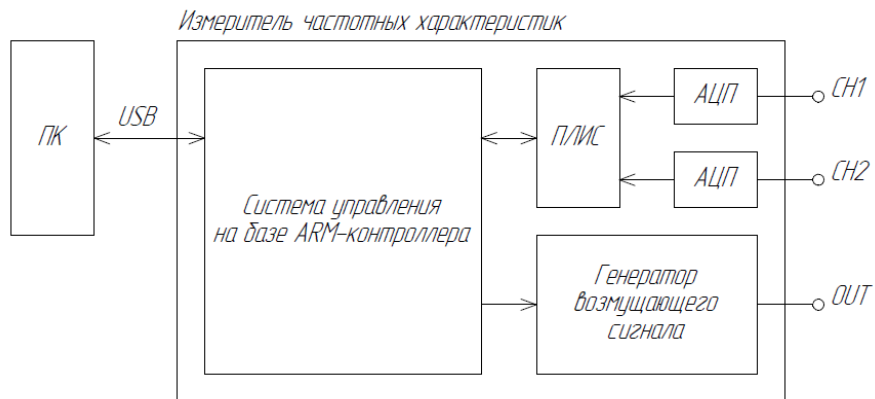 Измеритель частотных характеристик
ПК
USB
Система управления
на базе ARM-контроллера
ПЛИС
АЦП
CH1
АЦП
CH2
Генератор
возмущающего
сигнала
OUT